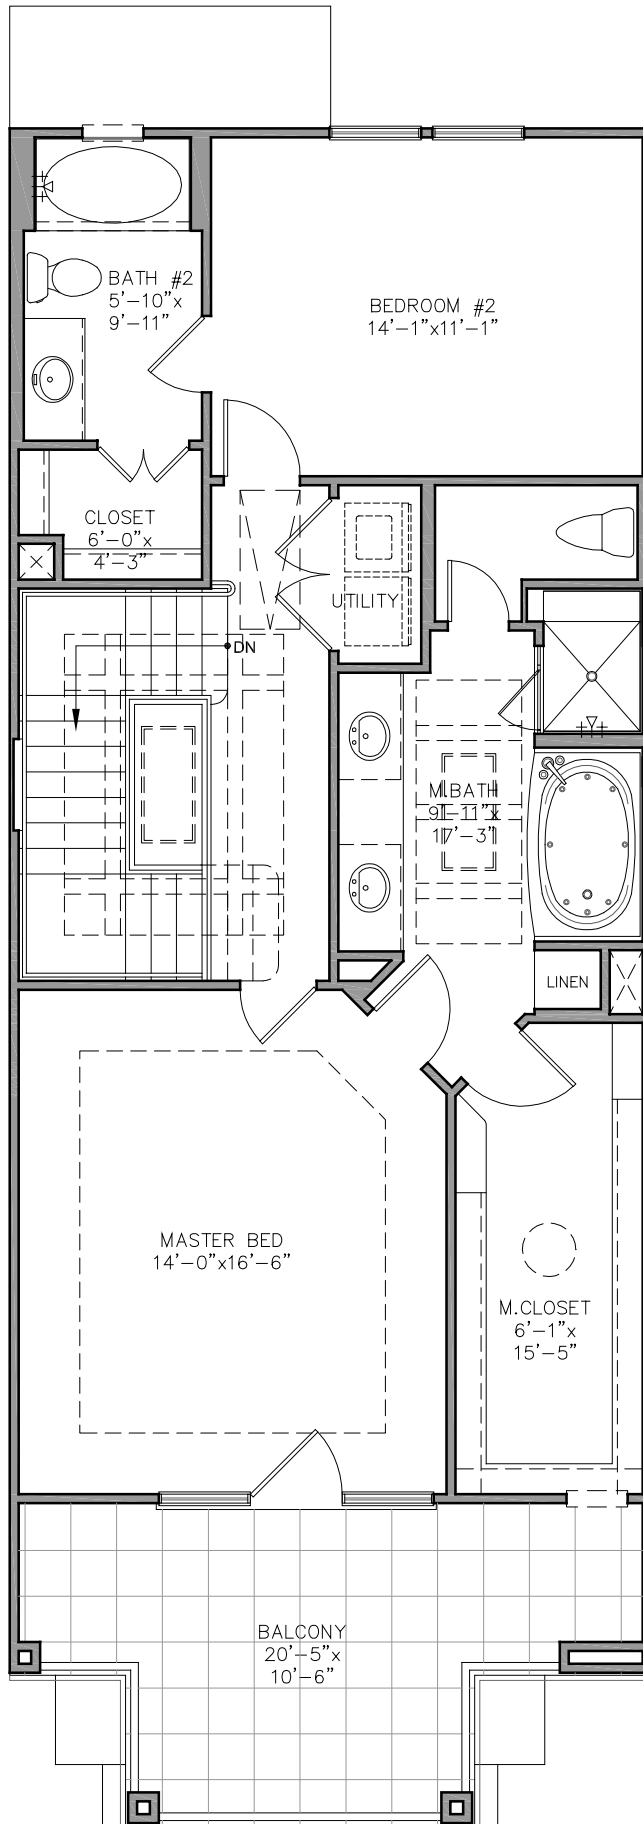 BATH #2
5'-10"x
9'-11"
BEDROOM #2
14'-1"x11'-1"
CLOSET
6'-0"x
4'-3"
UTILITY
DN
M.BATH
9'-11"x
17'-3"
LINEN
MASTER BED
14'-0"x16'-6"
M.CLOSET
6'-1"x
15'-5"
BALCONY
20'-5"x
10'-6"